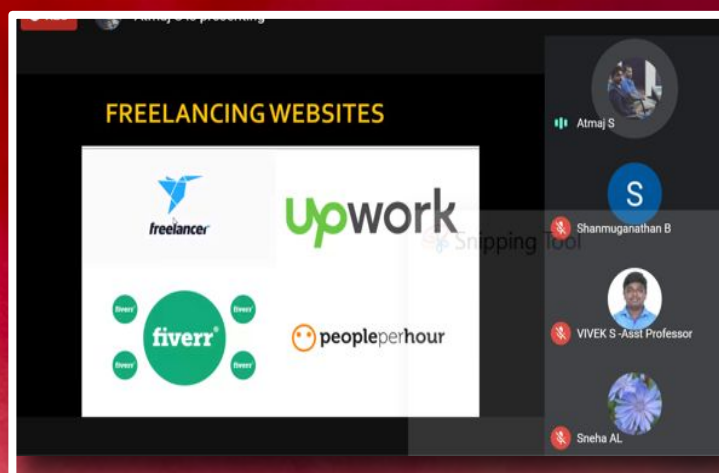 Atmaj S is presenting
FREELANCING WEBSITES
freelancer
upwork
fiverr
fiverr
fiverr®
fiverr
fiverr
peopleperhour
Snipping Tool
Atmaj S
S
Shanmuganathan B
VIVEK S -Asst Professor
Sneha AL